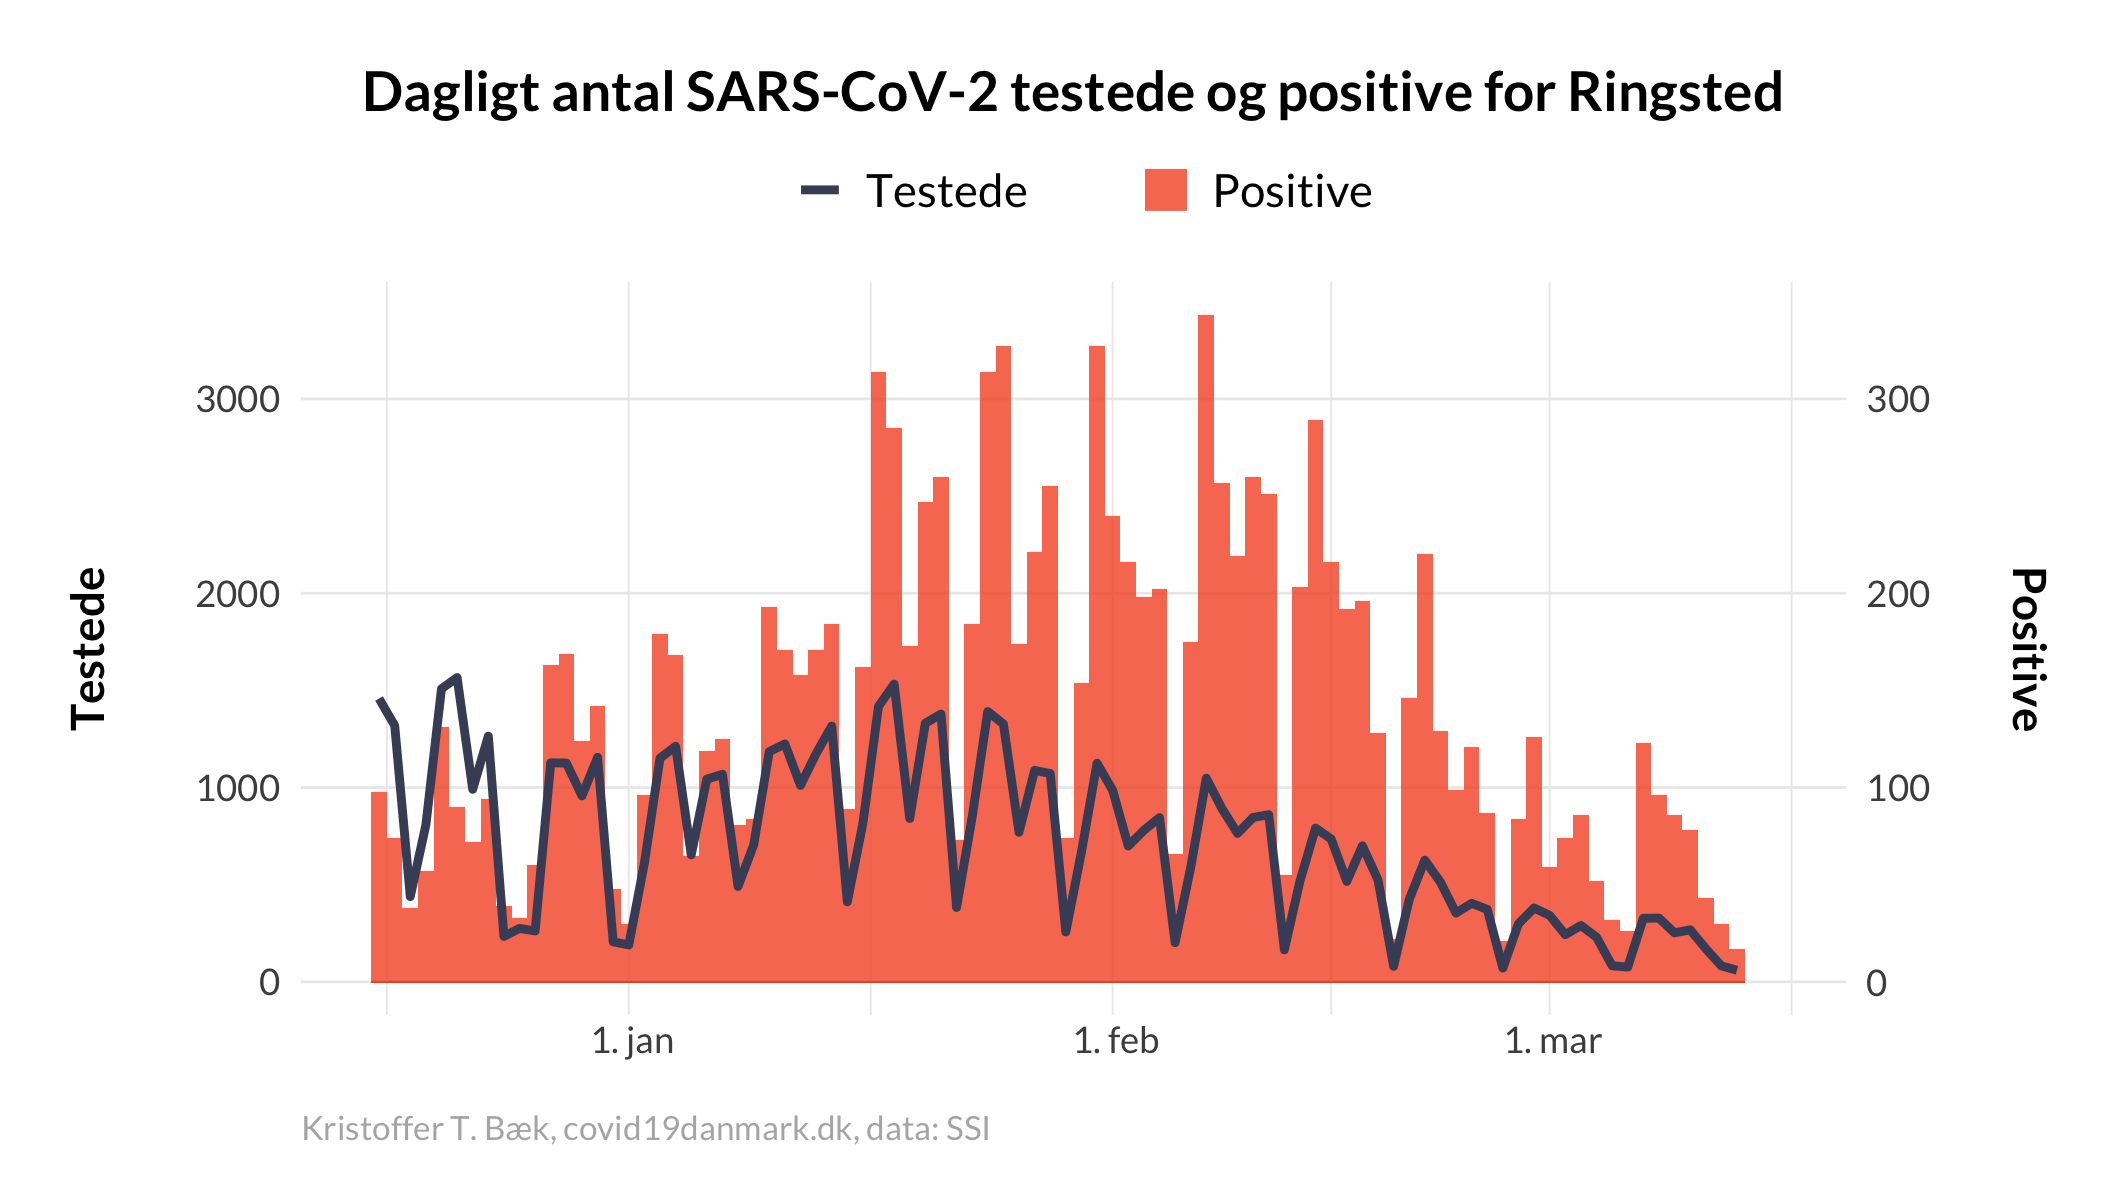 Dagligt antal SARS-CoV-2 testede og positive for Ringsted
Testede
Positive
Testede
3000
2000
1000
0
300
200
100
0
Positive
1. jan
1. feb
1. mar
Kristoffer T. Bæk, covid19danmark.dk, data: SSI